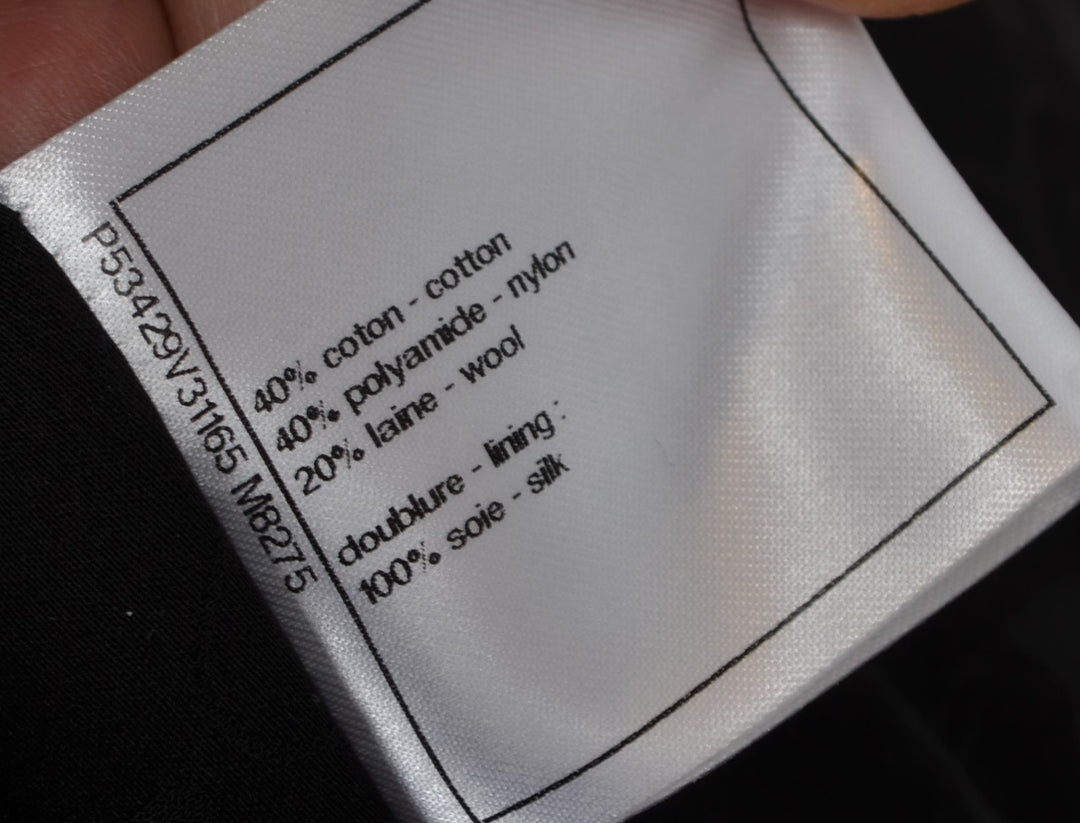 P53429V31165 M8275
40% coton - cotton
40% polyamide - nylon
20% laine - wool
doublure - lining :
100% soie - silk